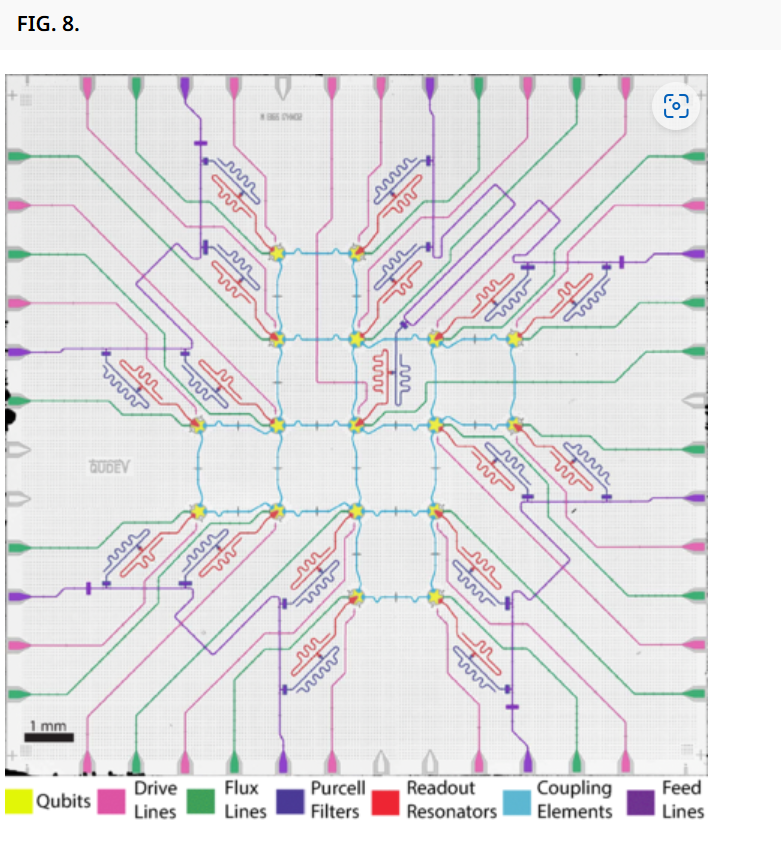 FIG. 8.
QUDEV
1 mm
Qubits
Drive
Lines
Flux
Lines
Purcell
Filters
Readout
Resonators
Coupling
Elements
Feed
Lines